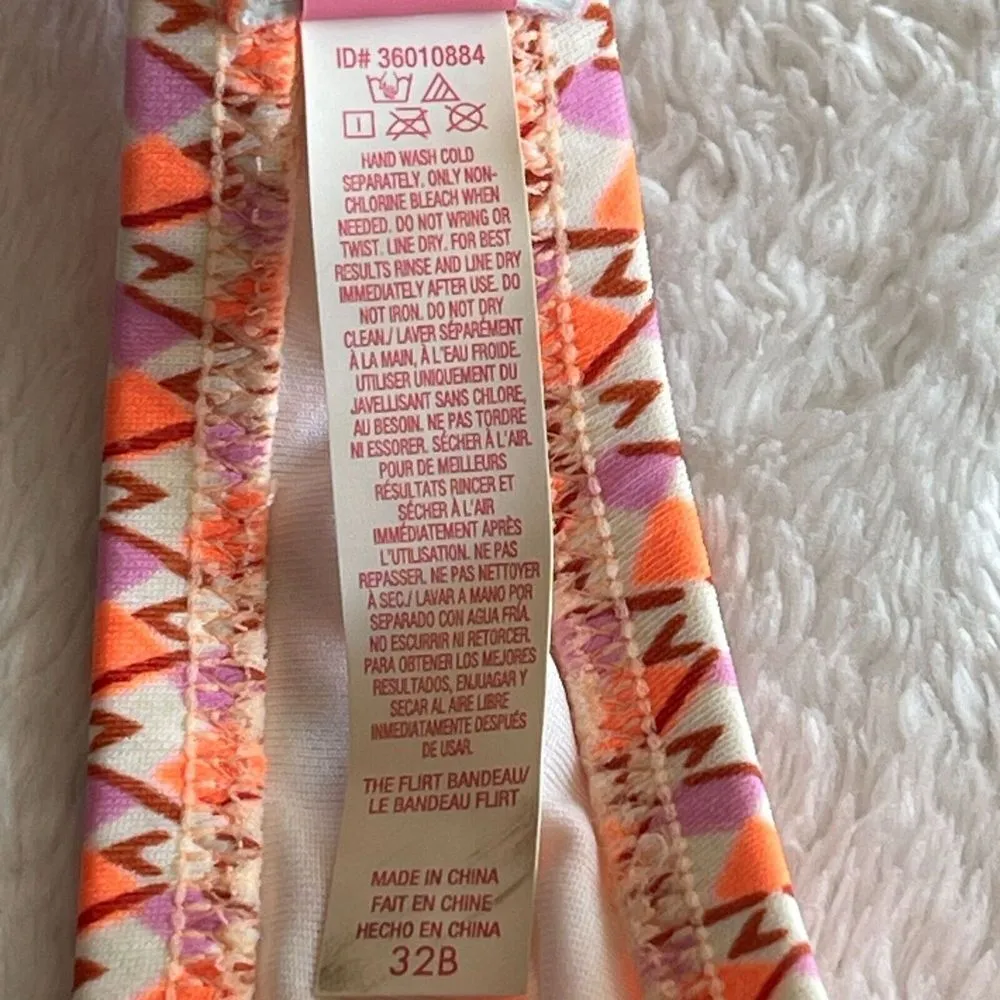 ID# 36010884
HAND WASH COLD
SEPARATELY. ONLY NON-
CHLORINE BLEACH WHEN
NEEDED. DO NOT WRING OR
TWIST. LINE DRY. FOR BEST
RESULTS RINSE AND LINE DRY
IMMEDIATELY AFTER USE. DO
NOT IRON. DO NOT DRY
CLEAN./ LAVER SÉPARÉMENT
À LA MAIN, À L'EAU FROIDE.
UTILISER UNIQUEMENT DU
JAVELLISANT SANS CHLORE,
AU BESOIN. NE PAS TORDRE
NI ESSORER. SÉCHER À L'AIR.
POUR DE MEILLEURS
RÉSULTATS RINCER ET
SÉCHER À L'AIR
IMMÉDIATEMENT APRÈS
L'UTILISATION. NE PAS
REPASSER. NE PAS NETTOYER
À SEC./ LAVAR A MANO POR
SEPARADO CON AGUA FRÍA.
NO ESCURRIR NI RETORCER.
PARA OBTENER LOS MEJORES
RESULTADOS, ENJUAGAR Y
SECAR AL AIRE LIBRE
INMEDIATAMENTE DESPUÉS
DE USAR.
THE FLIRT BANDEAU/
LE BANDEAU FLIRT
MADE IN CHINA
FAIT EN CHINE
HECHO EN CHINA
32B